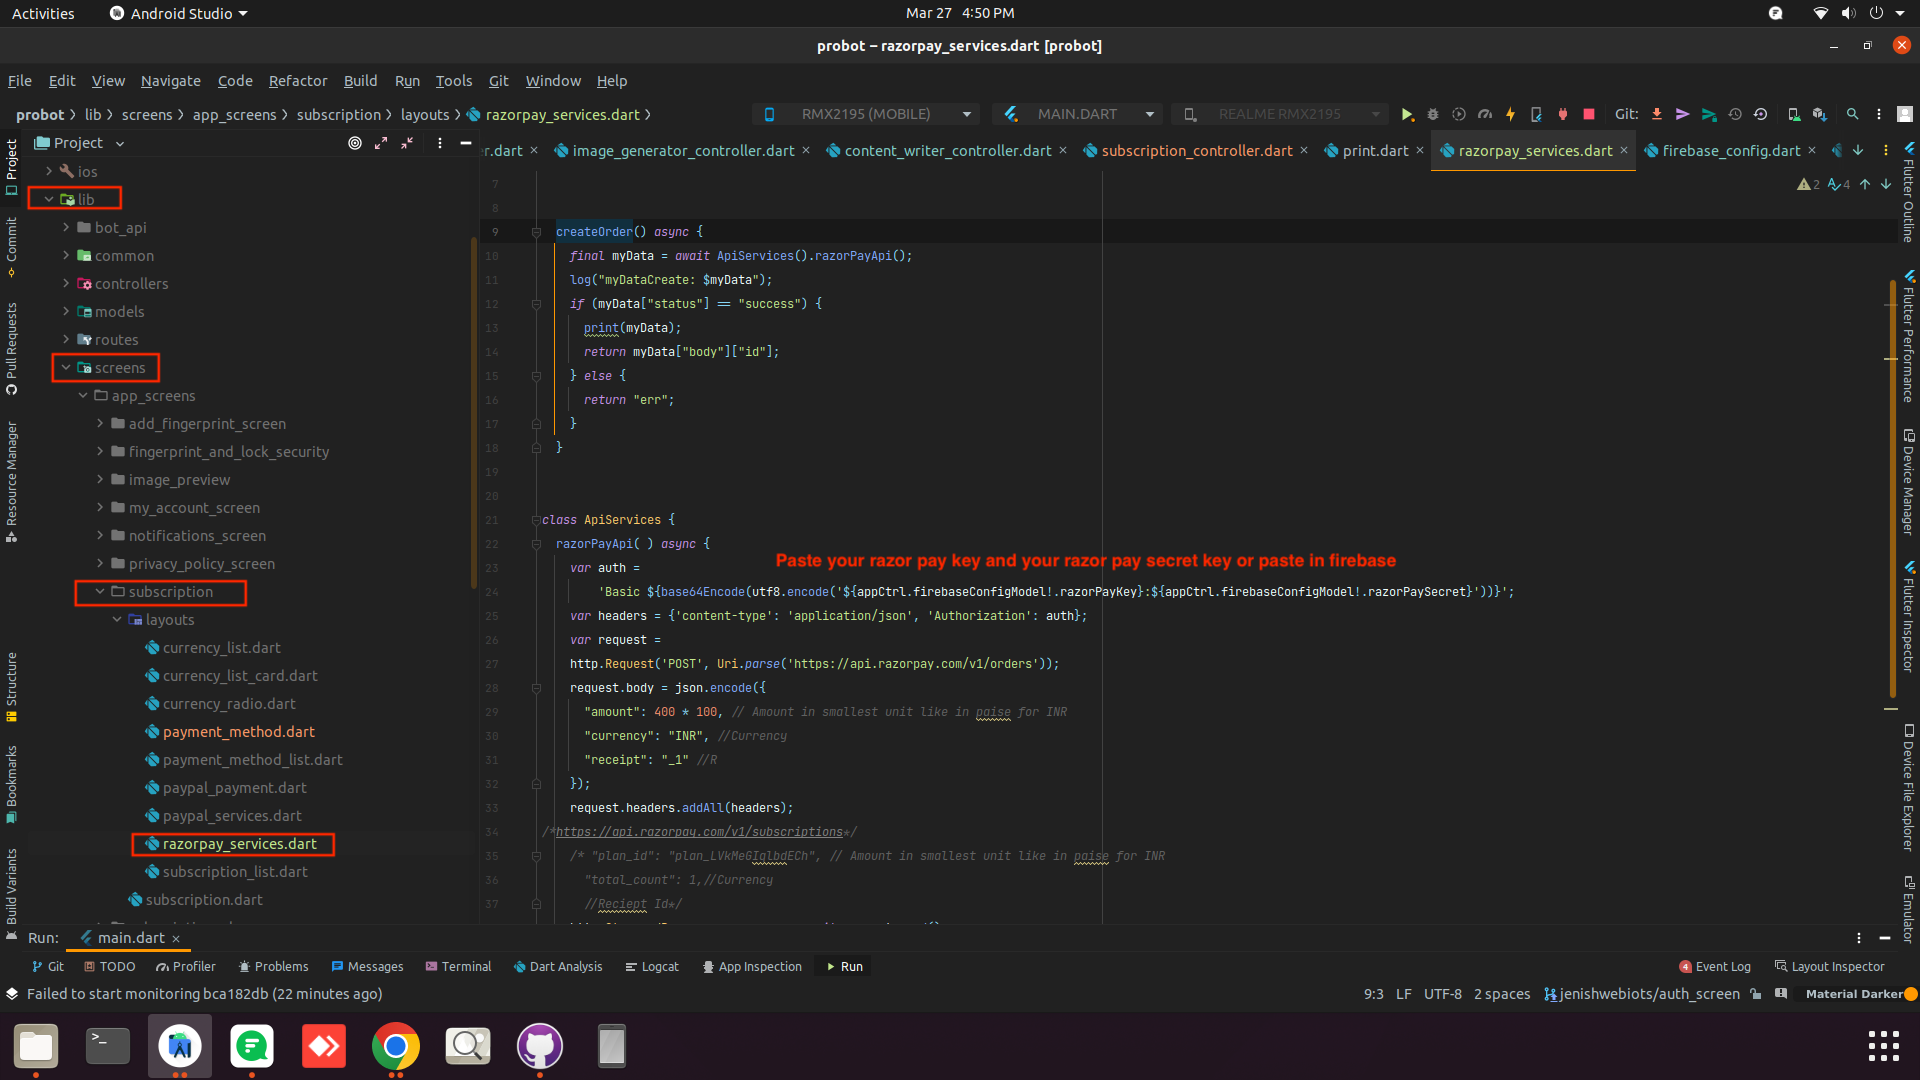 Activities
Android Studio
Mar 27 4:50 PM
probot – razorpay_services.dart [probot]
File Edit View Navigate Code Refactor Build Run Tools Git Window Help
probot lib screens app_screens subscription layouts razorpay_services.dart
RMX2195 (MOBILE)
MAIN.DART
REALME RMX2195
Git:
Project
er.dart
image_generator_controller.dart
content_writer_controller.dart
subscription_controller.dart
print.dart
razorpay_services.dart
firebase_config.dart
2 4
Project
Commit
Pull Requests
Resource Manager
Structure
Bookmarks
Build Variants
ios
lib
bot_api
common
controllers
models
routes
screens
app_screens
add_fingerprint_screen
fingerprint_and_lock_security
image_preview
my_account_screen
notifications_screen
privacy_policy_screen
subscription
layouts
currency_list.dart
currency_list_card.dart
currency_radio.dart
payment_method.dart
payment_method_list.dart
paypal_payment.dart
paypal_services.dart
razorpay_services.dart
subscription_list.dart
subscription.dart
7
8
9 createOrder() async {
10 final myData = await ApiServices().razorPayApi();
11 log("myDataCreate: $myData");
12 if (myData["status"] == "success") {
13 print(myData);
14 return myData["body"]["id"];
15 } else {
16 return "err";
17 }
18 }
19
20
21 class ApiServices {
22 razorPayApi( ) async {
Paste your razor pay key and your razor pay secret key or paste in firebase
23 var auth =
24 'Basic ${base64Encode(utf8.encode('${appCtrl.firebaseConfigModel!.razorPayKey}:${appCtrl.firebaseConfigModel!.razorPaySecret}'))}';
25 var headers = {'content-type': 'application/json', 'Authorization': auth};
26 var request =
27 http.Request('POST', Uri.parse('https://api.razorpay.com/v1/orders'));
28 request.body = json.encode({
29 "amount": 400 * 100, // Amount in smallest unit like in paise for INR
30 "currency": "INR", //Currency
31 "receipt": "_1" //R
32 });
33 request.headers.addAll(headers);
34 /*https://api.razorpay.com/v1/subscriptions*/
35 /* "plan_id": "plan_LVkMeGIqlbdECh", // Amount in smallest unit like in paise for INR
36 "total_count": 1,//Currency
37 //Reciept Id*/
Flutter Outline
Flutter Performance
Device Manager
Flutter Inspector
Device File Explorer
Emulator
Run:
main.dart
Git TODO Profiler Problems Messages Terminal Dart Analysis Logcat App Inspection Run
4 Event Log Layout Inspector
Failed to start monitoring bca182db (22 minutes ago)
9:3 LF UTF-8 2 spaces jenishwebiots/auth_screen Material Darker